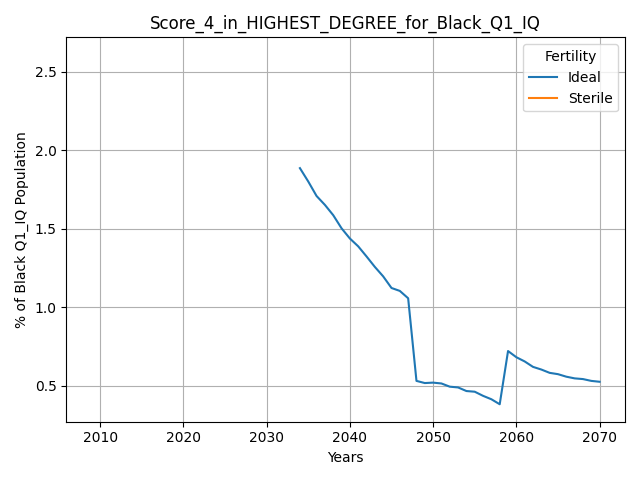 Score_4_in_HIGHEST_DEGREE_for_Black_Q1_IQ
Fertility
Ideal
Sterile
% of Black Q1_IQ Population
2.5
2.0
1.5
1.0
0.5
2010 2020 2030 2040 2050 2060 2070
Years